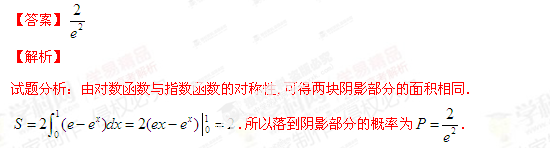 【答案】2/e²
【解析】
试题分析：由对数函数与指数函数的对称性,可得两块阴影部分的面积相同.
S=2∫₀¹(e-eˣ)dx=2(ex-eˣ)|₀¹=2,所以落到阴影部分的概率为P=2/e².